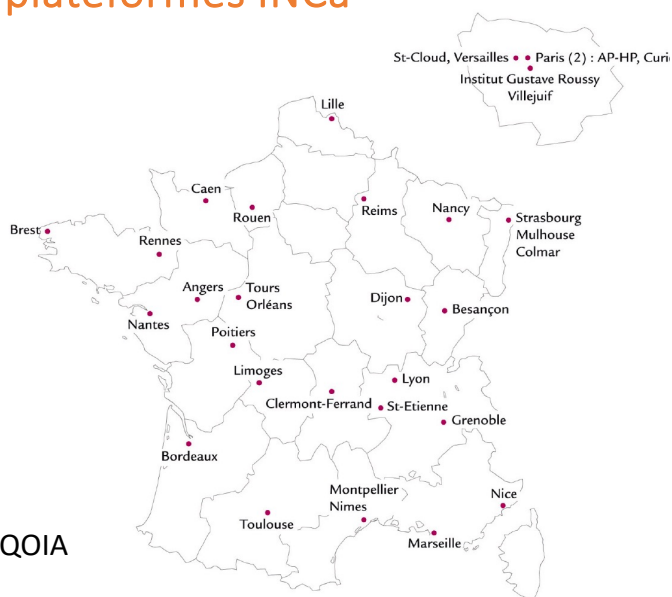 plateformes INCa
St-Cloud, Versailles
Paris (2) : AP-HP, Curi
Institut Gustave Roussy
Villejuif
Lille
Caen
Rouen
Reims
Nancy
Strasbourg
Mulhouse
Colmar
Brest
Rennes
Angers
Tours
Orléans
Dijon
Besançon
Nantes
Poitiers
Limoges
Lyon
Clermont-Ferrand
St-Etienne
Grenoble
Bordeaux
Montpellier
Nimes
Nice
Toulouse
Marseille
QOIA